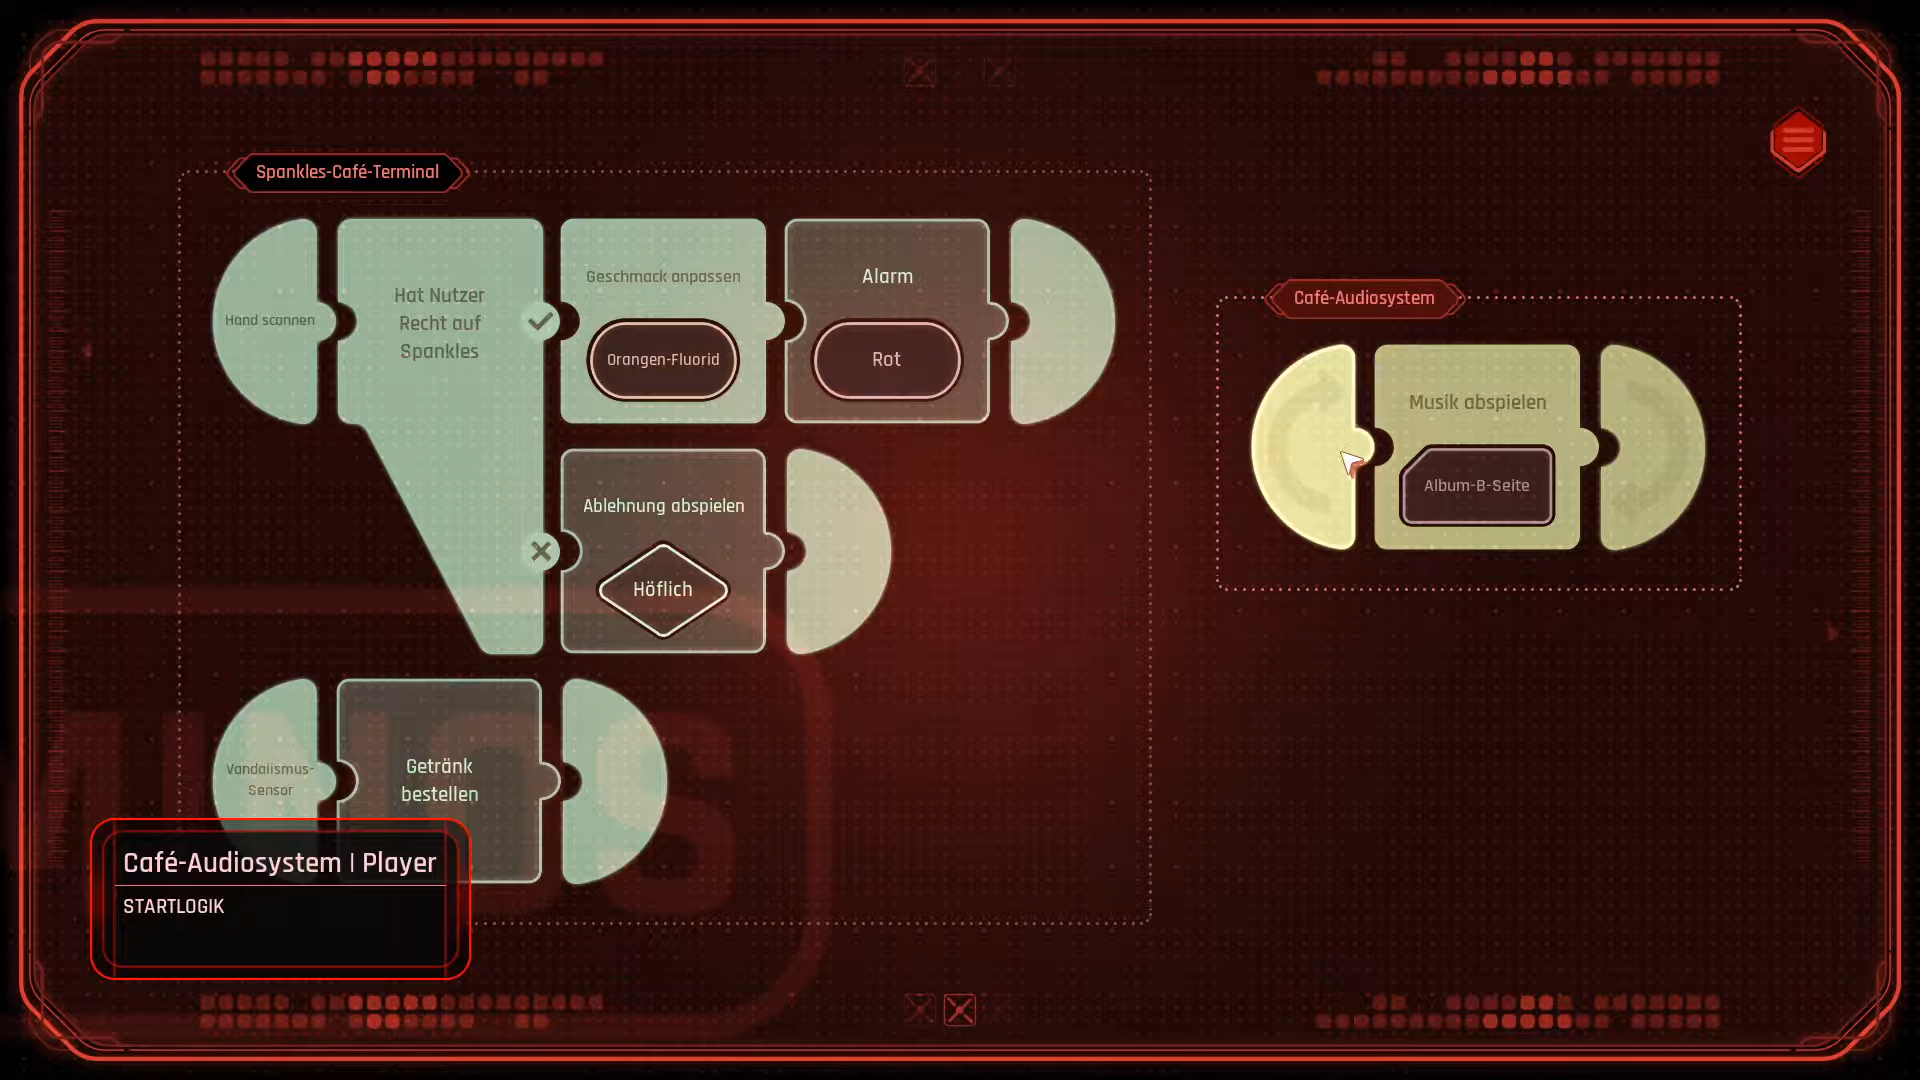 Spankles-Café-Terminal
Hand scannen
Hat Nutzer
Recht auf
Spankles
Geschmack anpassen
Orangen-Fluorid
Alarm
Rot
Café-Audiosystem
Musik abspielen
Album-B-Seite
Ablehnung abspielen
Höflich
Vandalismus-
Sensor
Getränk
bestellen
Café-Audiosystem | Player
STARTLOGIK